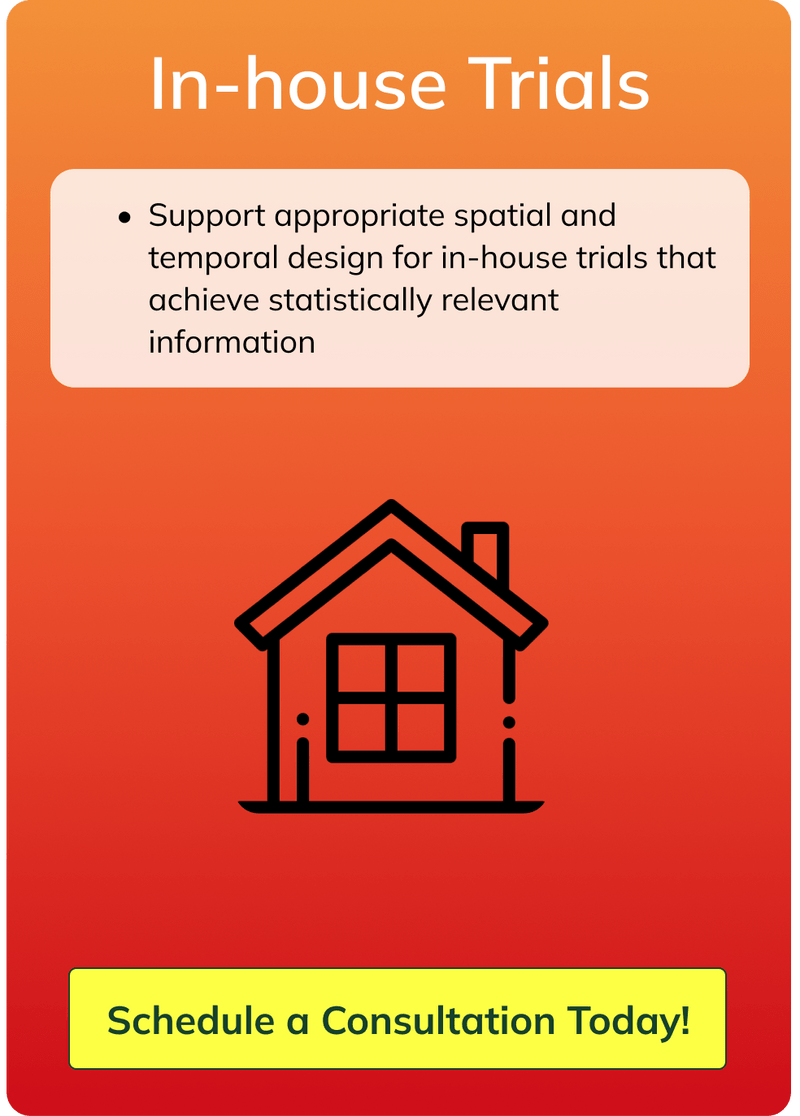 In-house Trials
• Support appropriate spatial and
temporal design for in-house trials that
achieve statistically relevant
information
Schedule a Consultation Today!